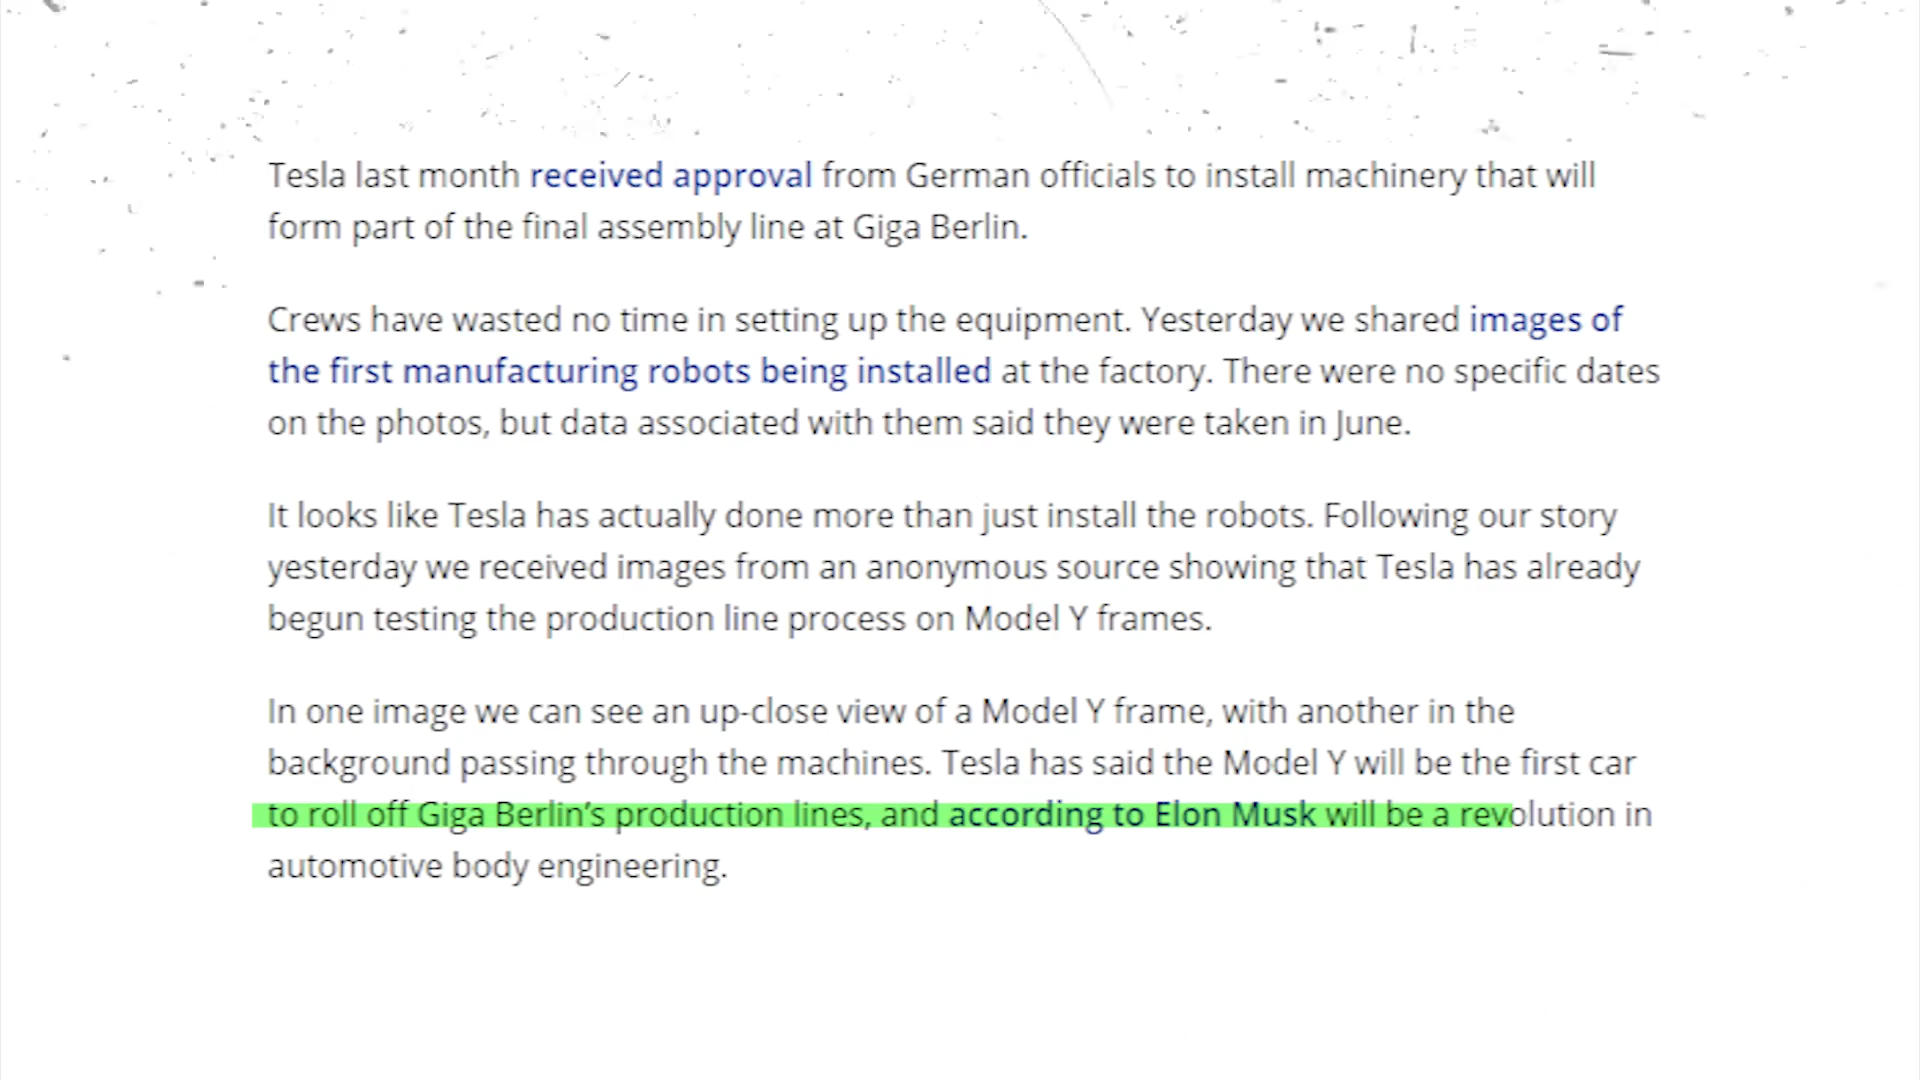 Tesla last month received approval from German officials to install machinery that will
form part of the final assembly line at Giga Berlin.
Crews have wasted no time in setting up the equipment. Yesterday we shared images of
the first manufacturing robots being installed at the factory. There were no specific dates
on the photos, but data associated with them said they were taken in June.
It looks like Tesla has actually done more than just install the robots. Following our story
yesterday we received images from an anonymous source showing that Tesla has already
begun testing the production line process on Model Y frames.
In one image we can see an up-close view of a Model Y frame, with another in the
background passing through the machines. Tesla has said the Model Y will be the first car
to roll off Giga Berlin’s production lines, and according to Elon Musk will be a revolution in
automotive body engineering.